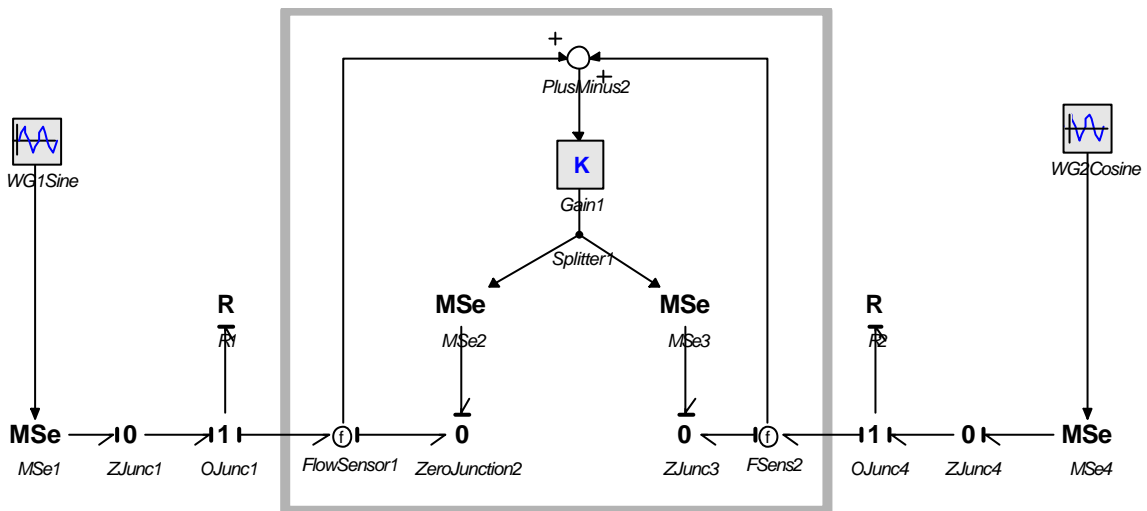 +
+
PlusMinus2
WG1Sine
WG2Cosine
K
Gain1
Splitter1
R
MSe
MSe
R
R1
MSe2
MSe3
R2
MSe
0
1
f
0
0
f
1
0
MSe
MSe1
ZJunc1
OJunc1
FlowSensor1
ZeroJunction2
ZJunc3
FSens2
OJunc4
ZJunc4
MSe4